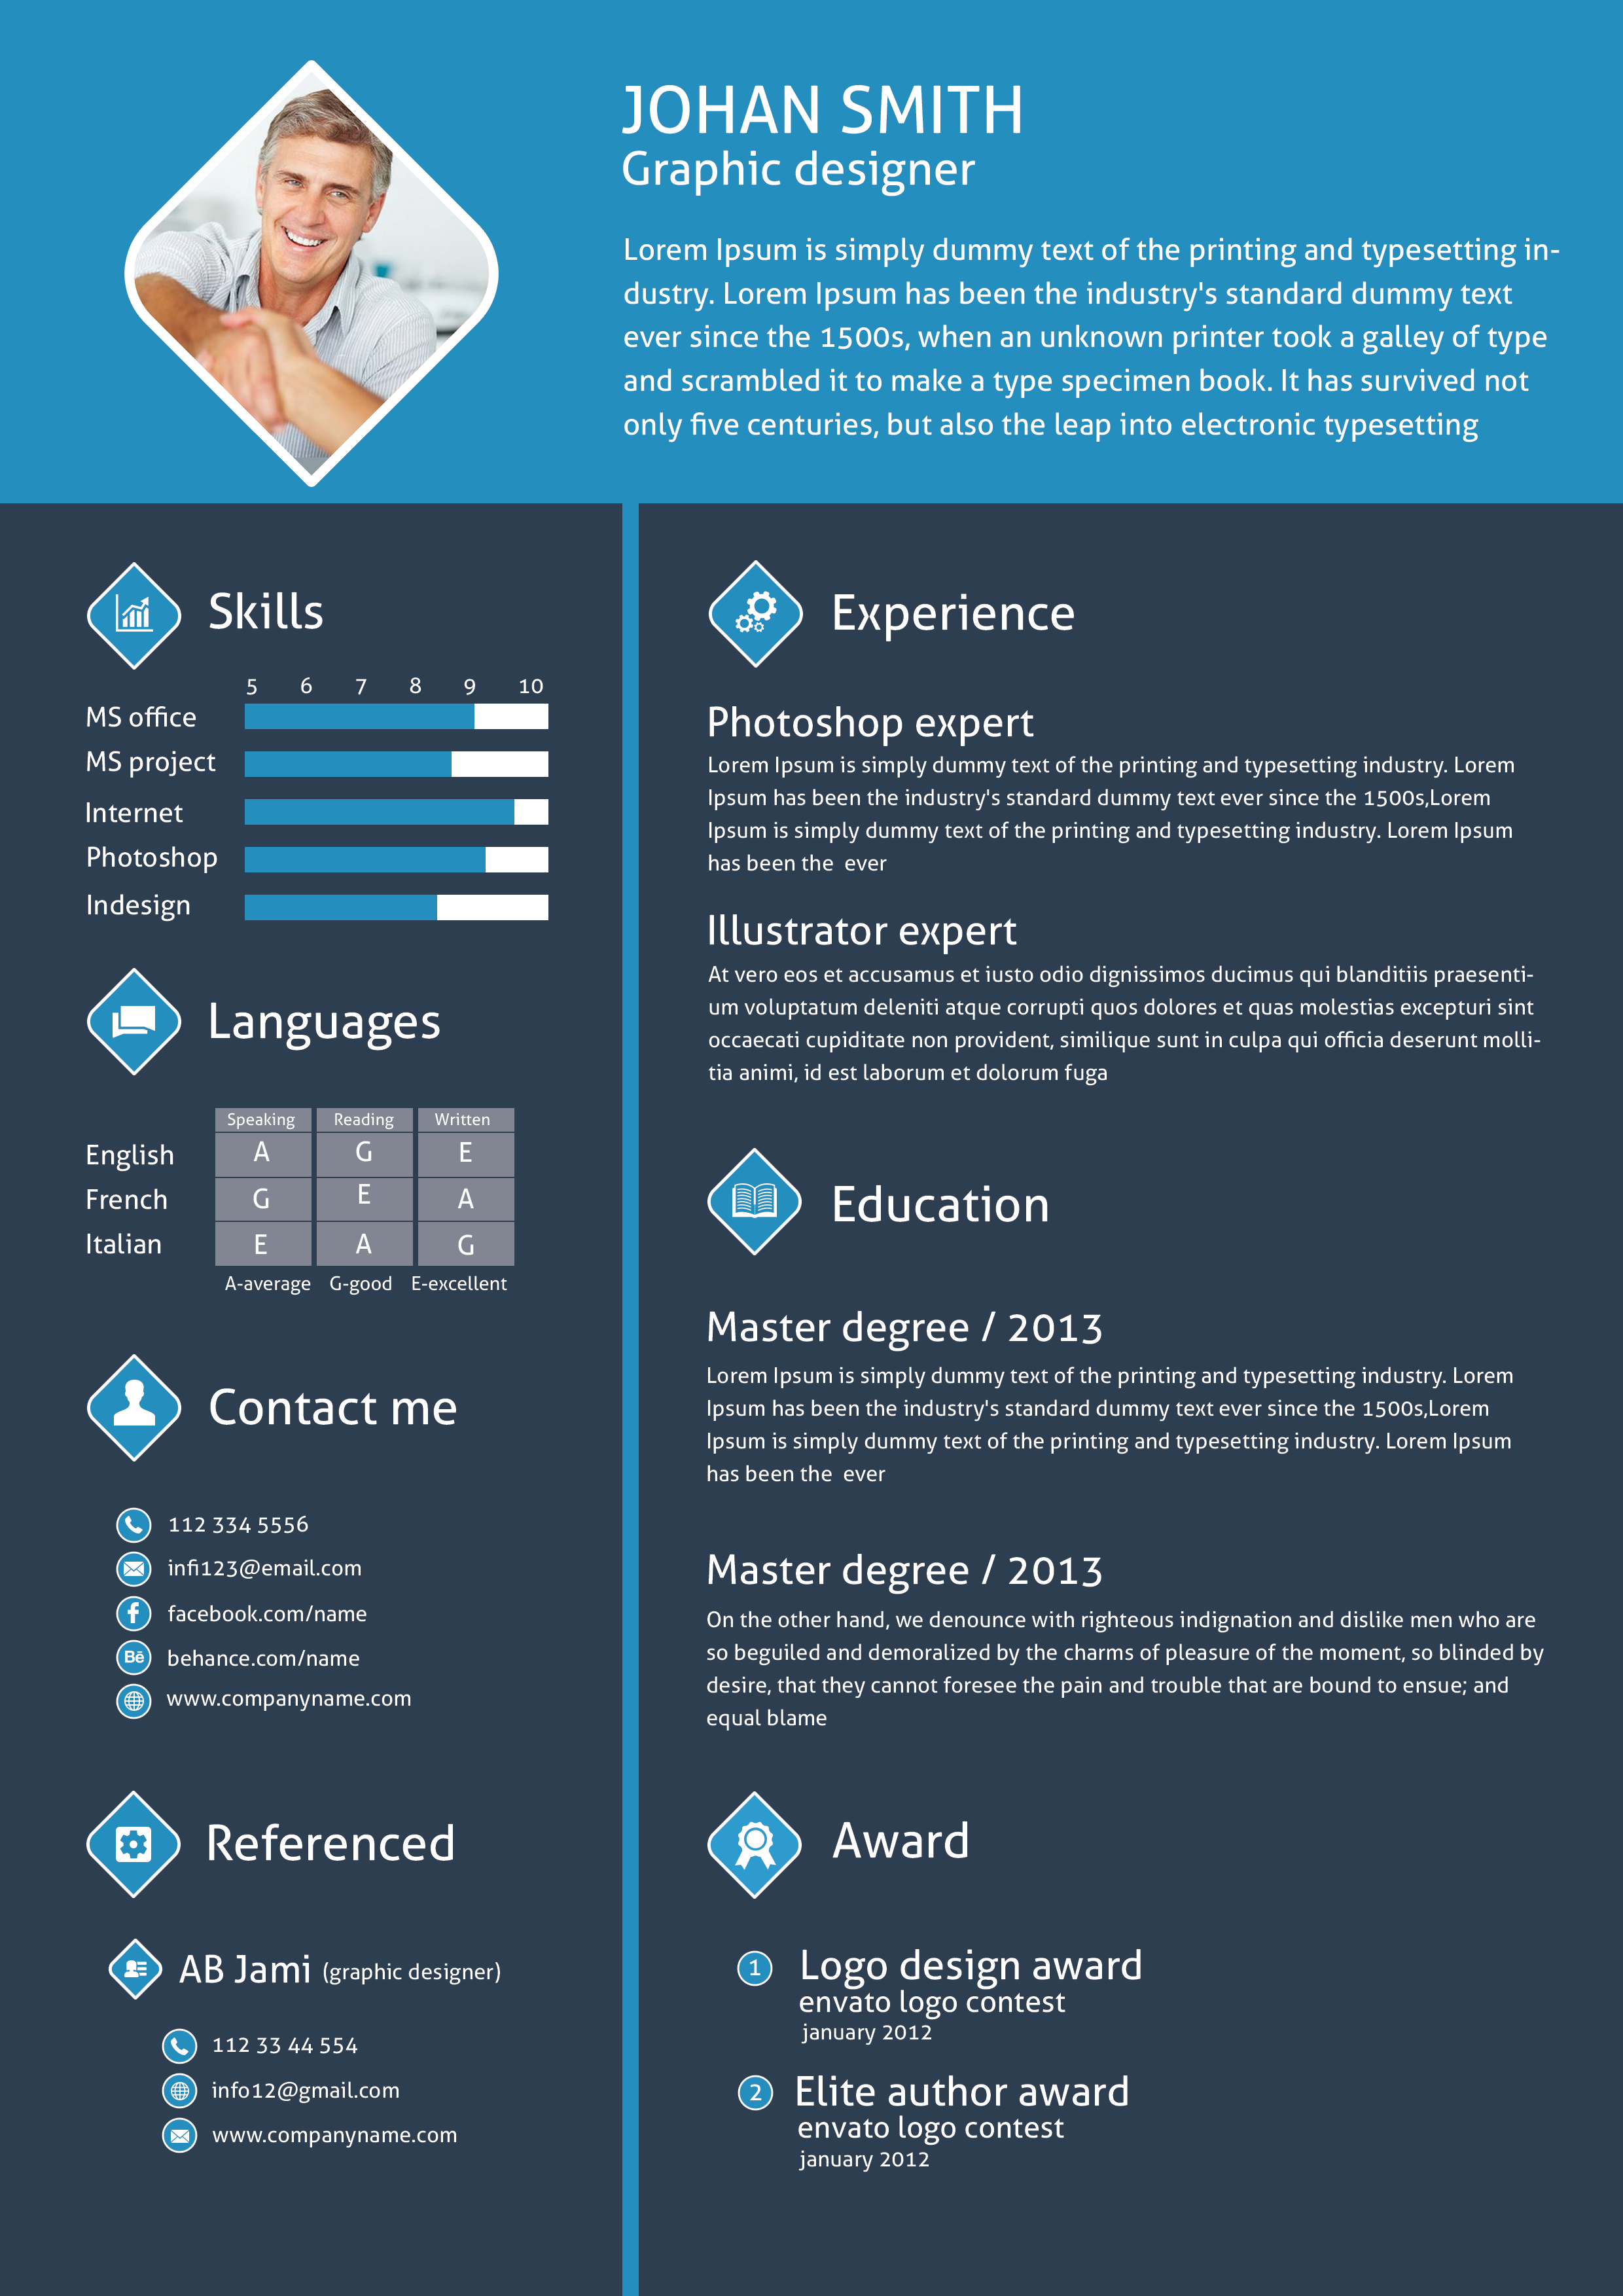 JOHAN SMITH
Graphic designer
Lorem Ipsum is simply dummy text of the printing and typesetting in-
dustry. Lorem Ipsum has been the industry's standard dummy text
ever since the 1500s, when an unknown printer took a galley of type
and scrambled it to make a type specimen book. It has survived not
only five centuries, but also the leap into electronic typesetting
Skills
5 6 7 8 9 10
MS office
MS project
Internet
Photoshop
Indesign
Languages
Speaking Reading Written
English A G E
French G E A
Italian E A G
A-average G-good E-excellent
Contact me
112 334 5556
infi123@email.com
facebook.com/name
Bē behance.com/name
www.companyname.com
Referenced
AB Jami (graphic designer)
112 33 44 554
info12@gmail.com
www.companyname.com
Experience
Photoshop expert
Lorem Ipsum is simply dummy text of the printing and typesetting industry. Lorem
Ipsum has been the industry's standard dummy text ever since the 1500s,Lorem
Ipsum is simply dummy text of the printing and typesetting industry. Lorem Ipsum
has been the  ever
Illustrator expert
At vero eos et accusamus et iusto odio dignissimos ducimus qui blanditiis praesenti-
um voluptatum deleniti atque corrupti quos dolores et quas molestias excepturi sint
occaecati cupiditate non provident, similique sunt in culpa qui officia deserunt molli-
tia animi, id est laborum et dolorum fuga
Education
Master degree / 2013
Lorem Ipsum is simply dummy text of the printing and typesetting industry. Lorem
Ipsum has been the industry's standard dummy text ever since the 1500s,Lorem
Ipsum is simply dummy text of the printing and typesetting industry. Lorem Ipsum
has been the  ever
Master degree / 2013
On the other hand, we denounce with righteous indignation and dislike men who are
so beguiled and demoralized by the charms of pleasure of the moment, so blinded by
desire, that they cannot foresee the pain and trouble that are bound to ensue; and
equal blame
Award
1 Logo design award
envato logo contest
january 2012
2 Elite author award
envato logo contest
january 2012